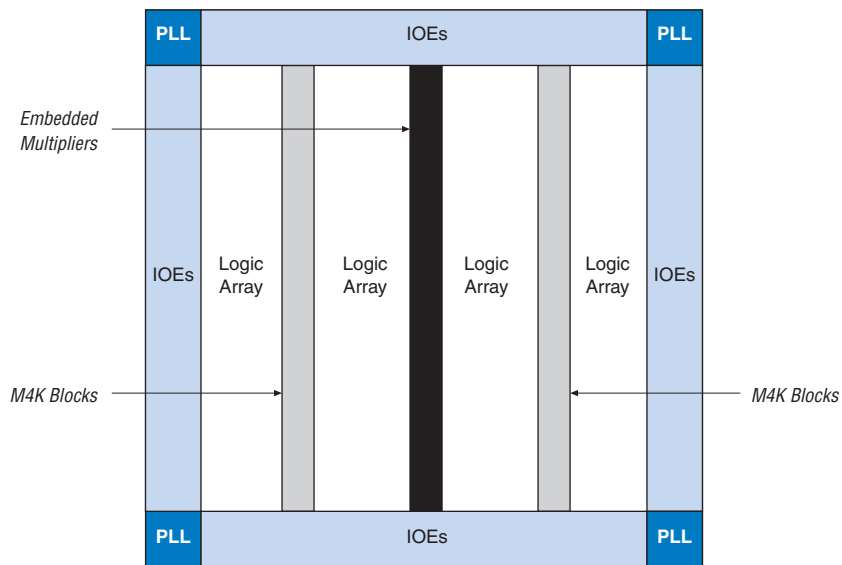 PLL
IOEs
PLL
Embedded
Multipliers
IOEs
Logic
Array
Logic
Array
Logic
Array
Logic
Array
IOEs
M4K Blocks
M4K Blocks
PLL
IOEs
PLL